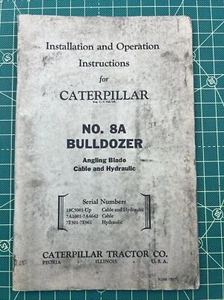 Installation and Operation
Instructions
for
CATERPILLAR
NO. 8A
BULLDOZER
Angling Blade
Cable and Hydraulic
Serial Numbers
Cable and Hydraulic
Cable
Hydraulic
CATERPILLAR TRACTOR CO.
PEORIA ILLINOIS U.S.A.